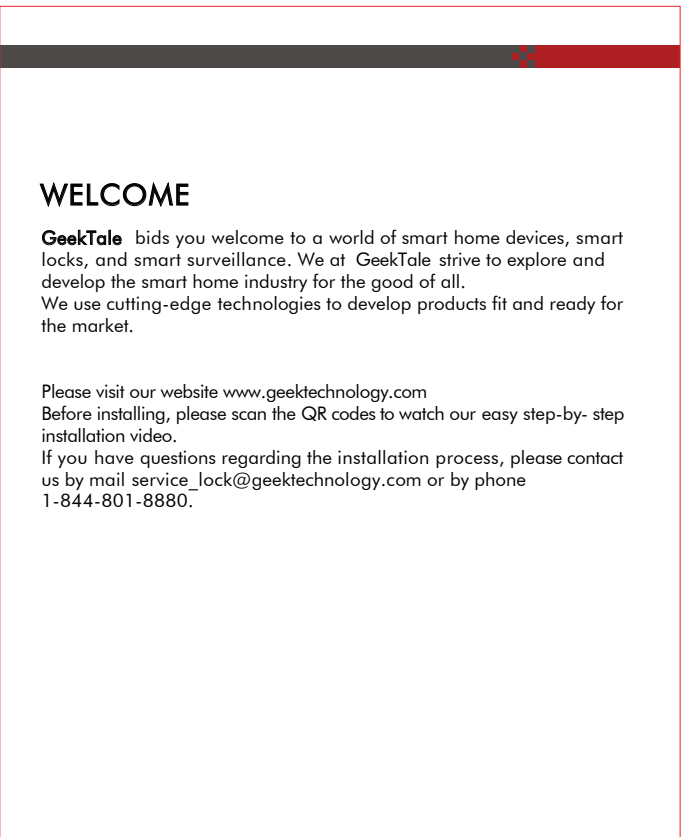 WELCOME
GeekTale bids you welcome to a world of smart home devices, smart
locks, and smart surveillance. We at GeekTale strive to explore and
develop the smart home industry for the good of all.
We use cutting-edge technologies to develop products fit and ready for
the market.
Please visit our website www.geektechnology.com
Before installing, please scan the QR codes to watch our easy step-by- step
installation video.
If you have questions regarding the installation process, please contact
us by mail service_lock@geektechnology.com or by phone
1-844-801-8880.